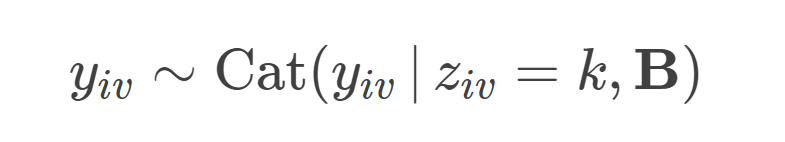 y_{iv} ∼ Cat(y_{iv} | z_{iv} = k, B)